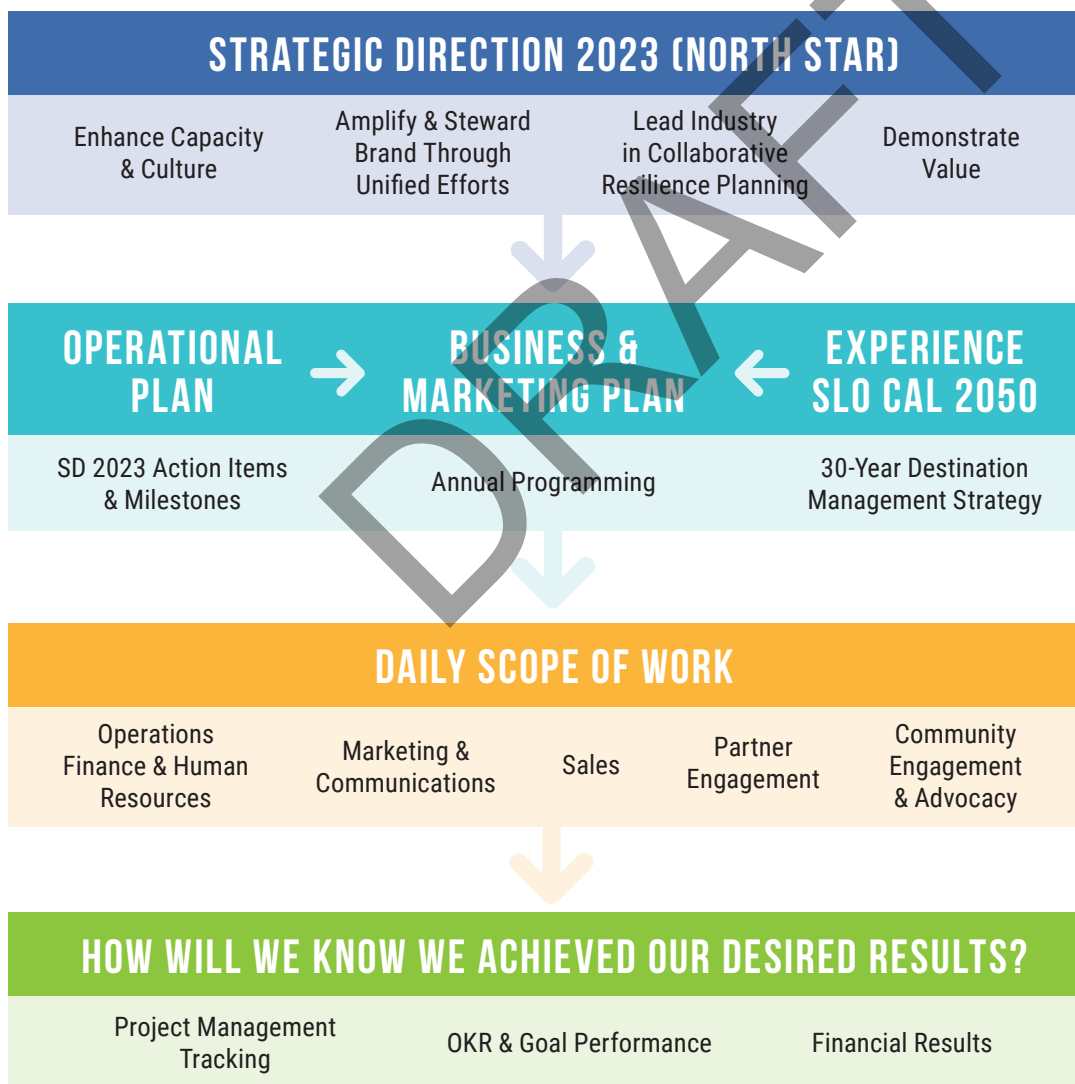 STRATEGIC DIRECTION 2023 (NORTH STAR)
Enhance Capacity
& Culture
Amplify & Steward
Brand Through
Unified Efforts
Lead Industry
in Collaborative
Resilience Planning
Demonstrate
Value
OPERATIONAL
PLAN
BUSINESS &
MARKETING PLAN
EXPERIENCE
SLO CAL 2050
SD 2023 Action Items
& Milestones
Annual Programming
30-Year Destination
Management Strategy
DAILY SCOPE OF WORK
Operations
Finance & Human
Resources
Marketing &
Communications
Sales
Partner
Engagement
Community
Engagement
& Advocacy
HOW WILL WE KNOW WE ACHIEVED OUR DESIRED RESULTS?
Project Management
Tracking
OKR & Goal Performance
Financial Results
DRAFT